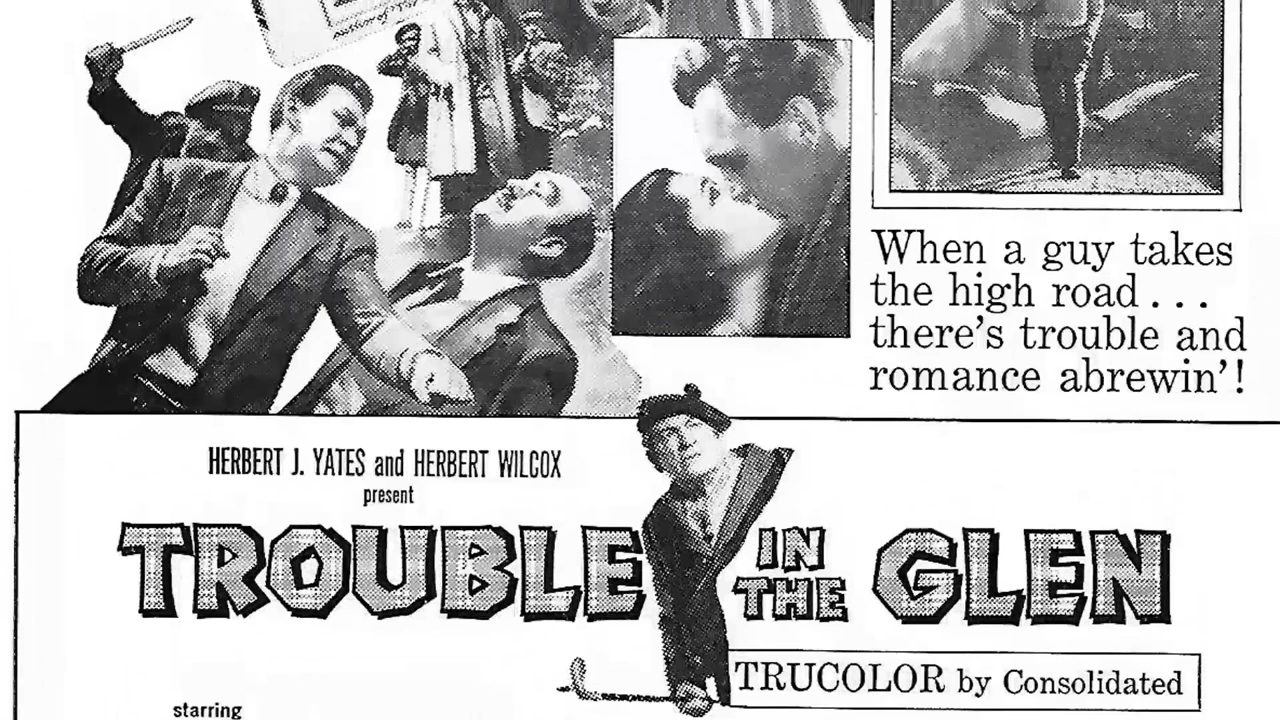 When a guy takes
the high road...
there's trouble and
romance abrewin'!
HERBERT J. YATES and HERBERT WILCOX
present
TROUBLE IN THE GLEN
TRUCOLOR by Consolidated
starring